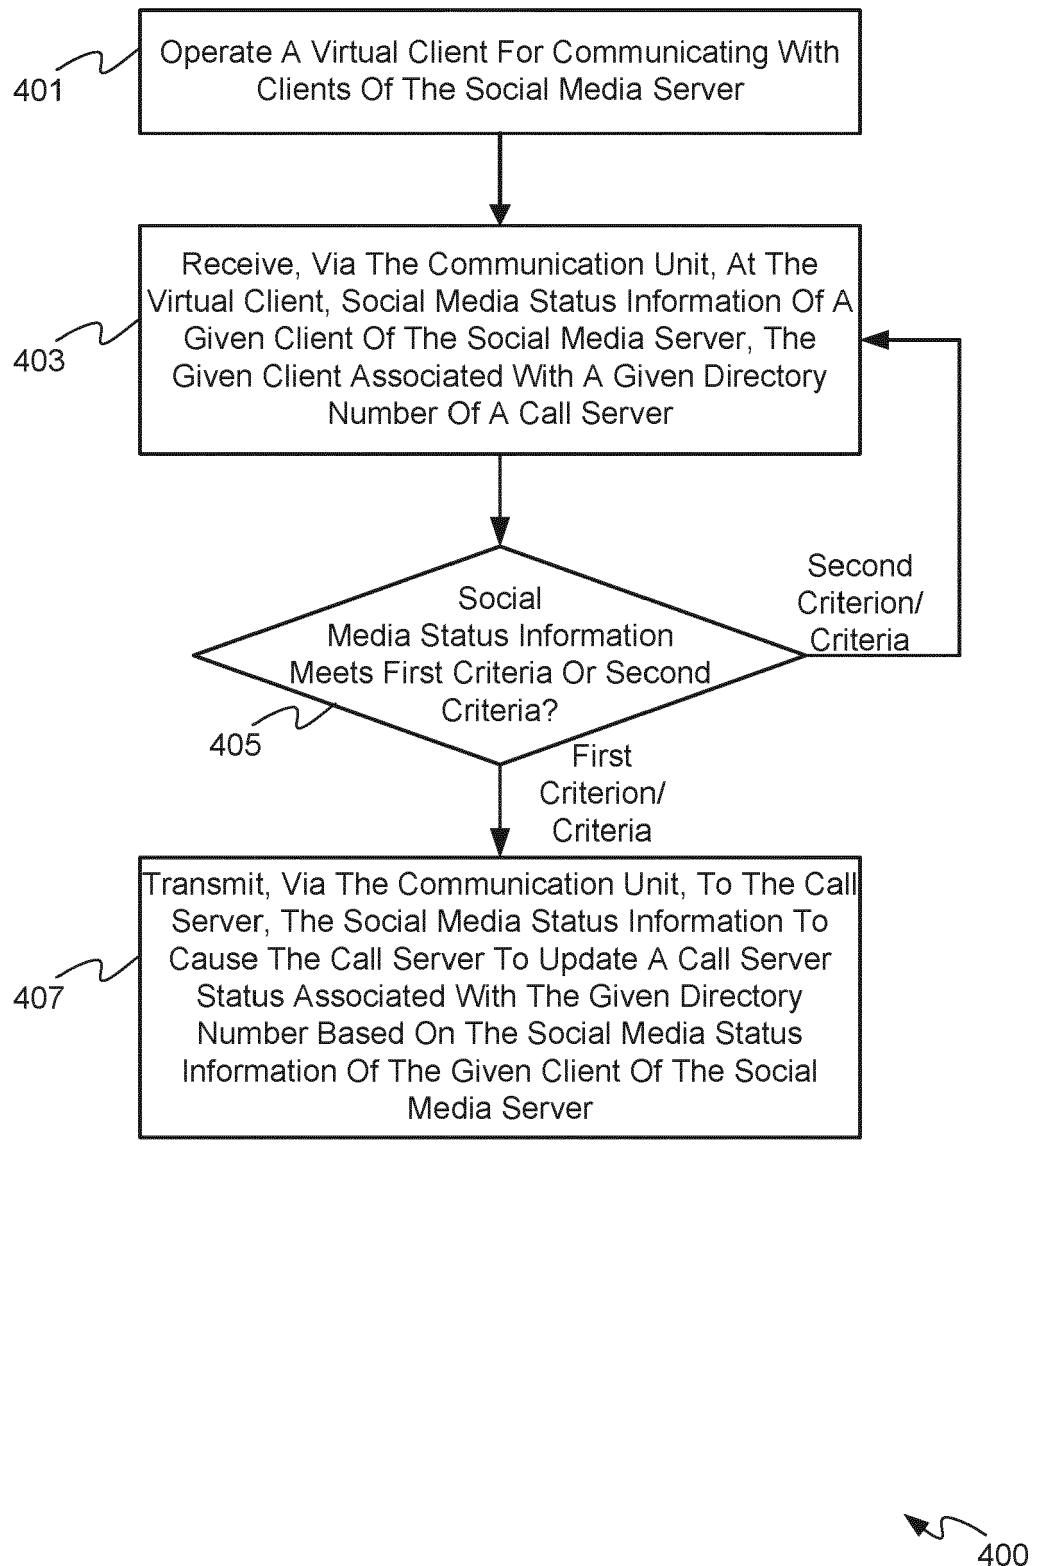 Operate A Virtual Client For Communicating With
Clients Of The Social Media Server
401
Receive, Via The Communication Unit, At The
Virtual Client, Social Media Status Information Of A
Given Client Of The Social Media Server, The
Given Client Associated With A Given Directory
Number Of A Call Server
403
Social
Media Status Information
Meets First Criteria Or Second
Criteria?
405
Second
Criterion/
Criteria
First
Criterion/
Criteria
Transmit, Via The Communication Unit, To The Call
Server, The Social Media Status Information To
Cause The Call Server To Update A Call Server
Status Associated With The Given Directory
Number Based On The Social Media Status
Information Of The Given Client Of The Social
Media Server
407
400